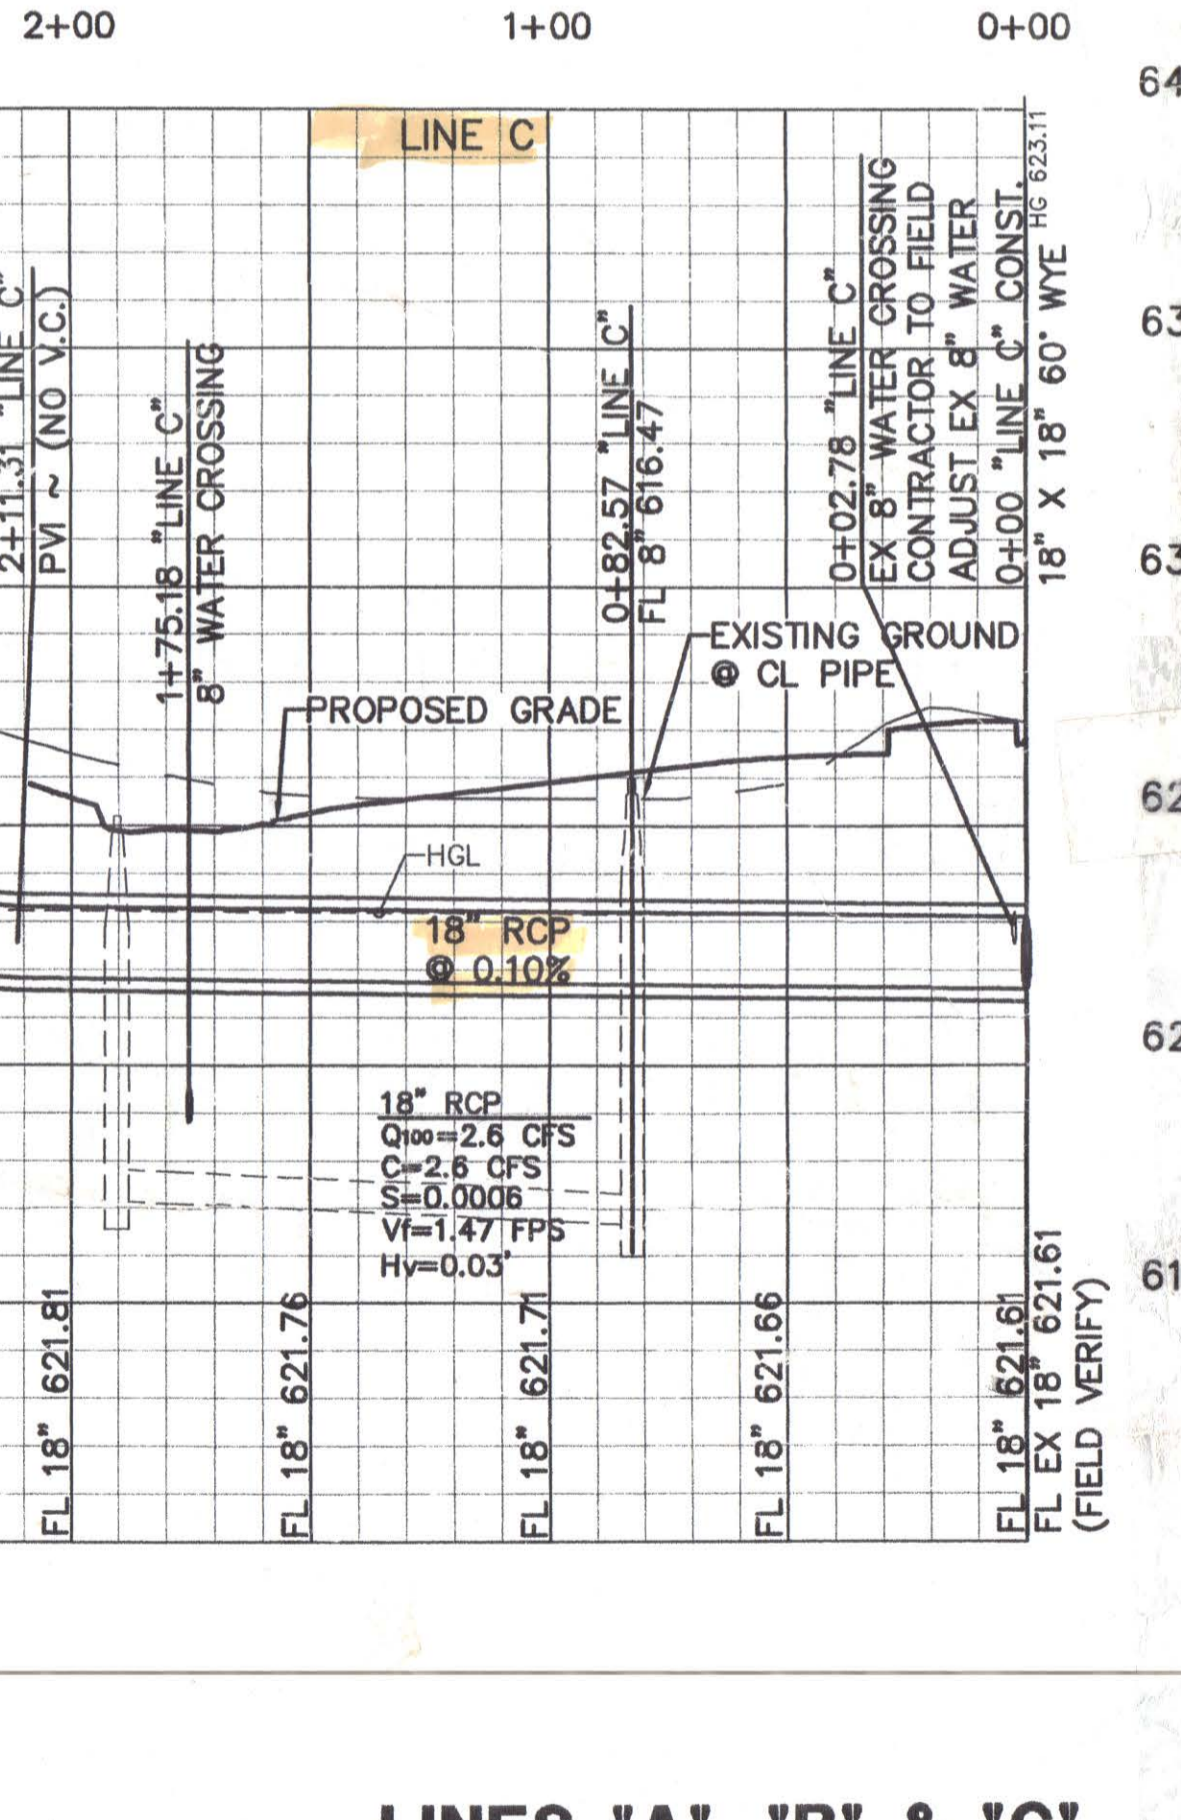 2+00 1+00 0+00
LINE C
HG 623.11
2+11.31 "LINE C"
PVI ~ (NO V.C.)
1+75.18 "LINE C"
8" WATER CROSSING
0+82.57 "LINE C"
FL 8" 616.47
0+02.78 "LINE C"
EX 8" WATER CROSSING
CONTRACTOR TO FIELD
ADJUST EX 8" WATER
0+00 "LINE C" CONST.
18" X 18" 60° WYE
EXISTING GROUND
@ CL PIPE
PROPOSED GRADE
HGL
18" RCP
@ 0.10%
18" RCP
Q100=2.6 CFS
C=2.6 CFS
S=0.0006
Vf=1.47 FPS
Hv=0.03'
FL 18" 621.81
FL 18" 621.76
FL 18" 621.71
FL 18" 621.66
FL 18" 621.61
FL EX 18" 621.61
(FIELD VERIFY)
64
63
63
62
62
61
LINES "A", "B" & "C"